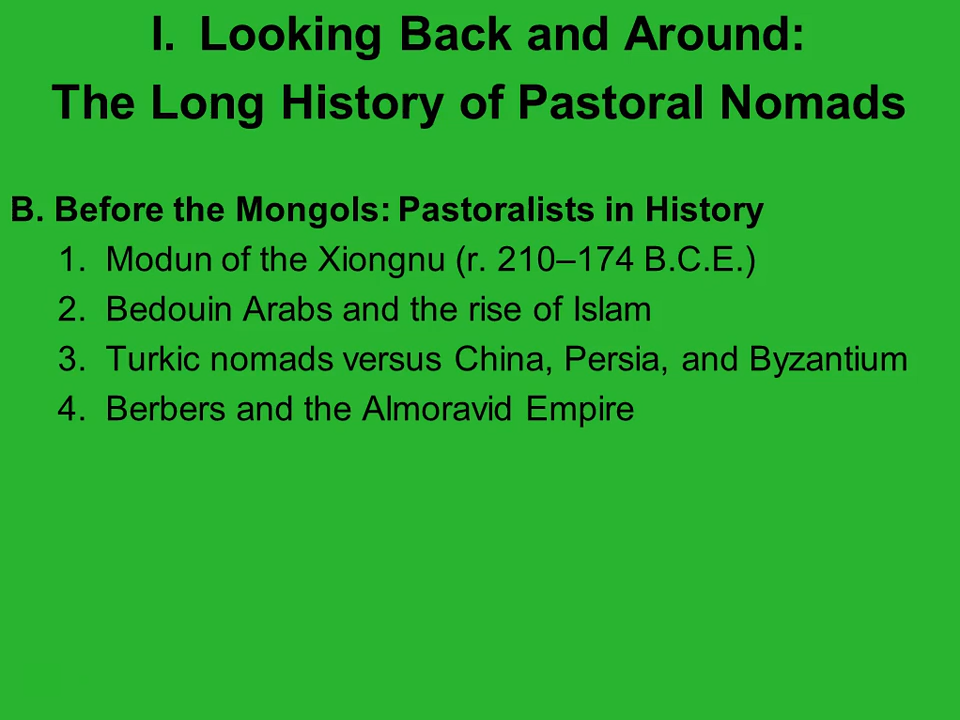 I. Looking Back and Around:
The Long History of Pastoral Nomads
B. Before the Mongols: Pastoralists in History
1. Modun of the Xiongnu (r. 210–174 B.C.E.)
2. Bedouin Arabs and the rise of Islam
3. Turkic nomads versus China, Persia, and Byzantium
4. Berbers and the Almoravid Empire